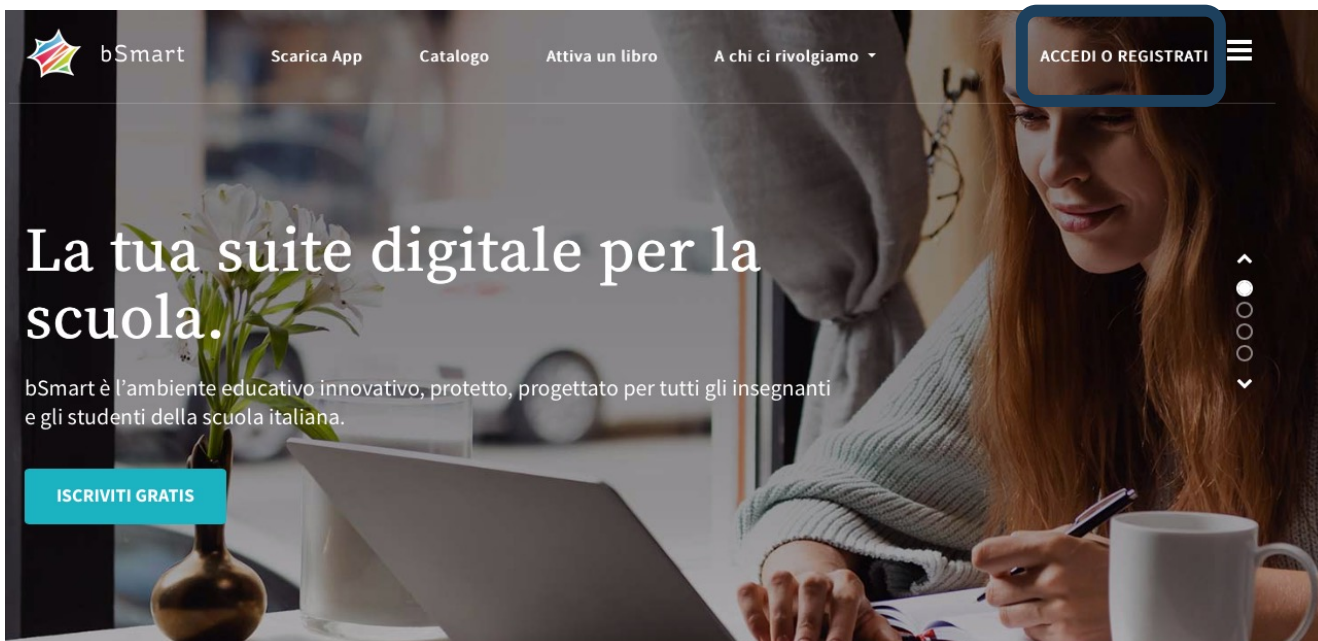 bSmart
Scarica App
Catalogo
Attiva un libro
A chi ci rivolgiamo
ACCEDI O REGISTRATI
La tua suite digitale per la
scuola.
bSmart è l'ambiente educativo innovativo, protetto, progettato per tutti gli insegnanti
e gli studenti della scuola italiana.
ISCRIVITI GRATIS